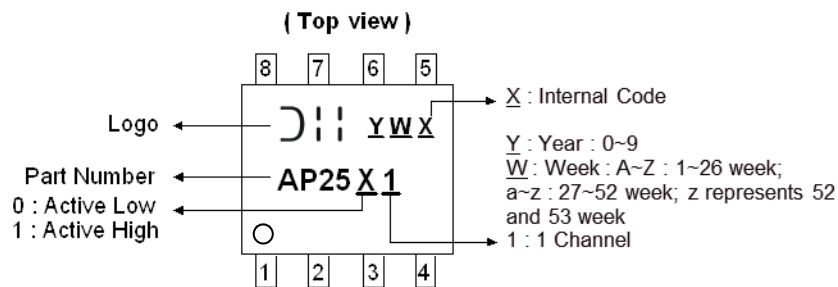 ( Top view )
8 7 6 5
Logo
Y W X
X : Internal Code
Y : Year : 0~9
W : Week : A~Z : 1~26 week;
a~z : 27~52 week; z represents 52
and 53 week
Part Number
AP25 X 1
0 : Active Low
1 : Active High
1 : 1 Channel
1 2 3 4